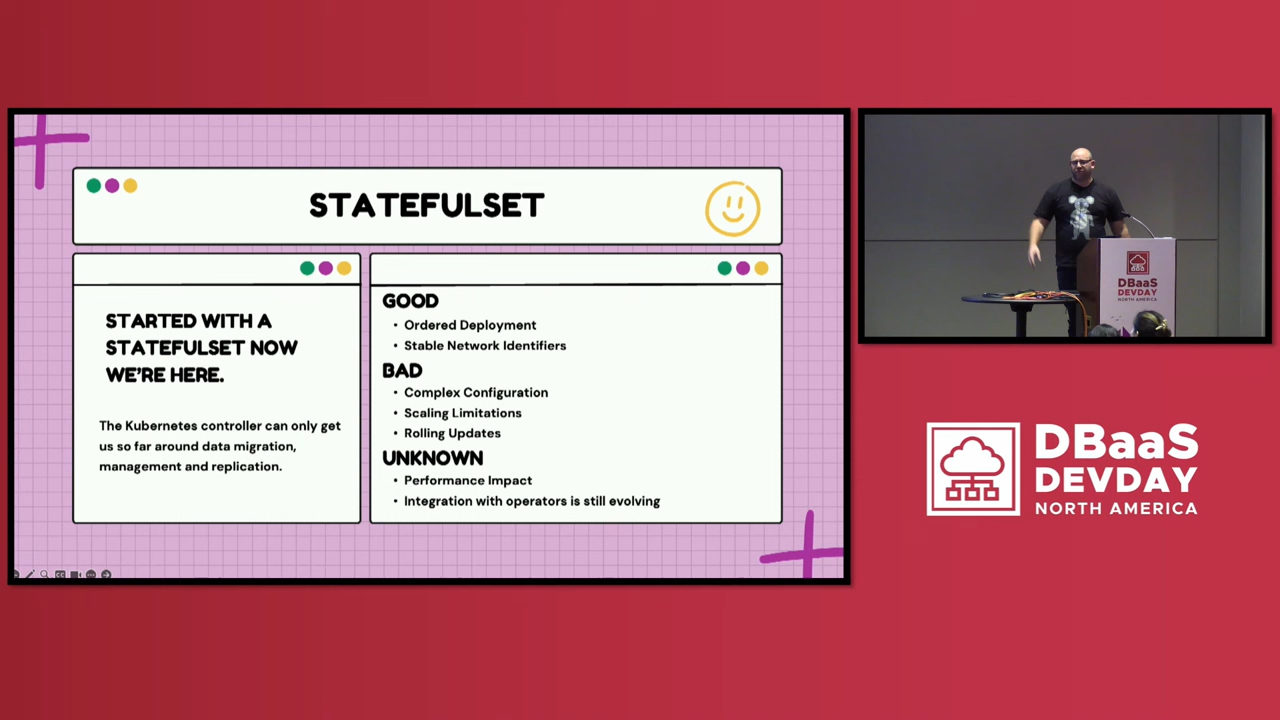 STATEFULSET
STARTED WITH A
STATEFULSET NOW
WE'RE HERE.
The Kubernetes controller can only get
us so far around data migration,
management and replication.
GOOD
• Ordered Deployment
• Stable Network Identifiers
BAD
• Complex Configuration
• Scaling Limitations
• Rolling Updates
UNKNOWN
• Performance Impact
• Integration with operators is still evolving
DBaaS
DEVDAY
NORTH AMERICA
DBaaS
DEVDAY
NORTH AMERICA